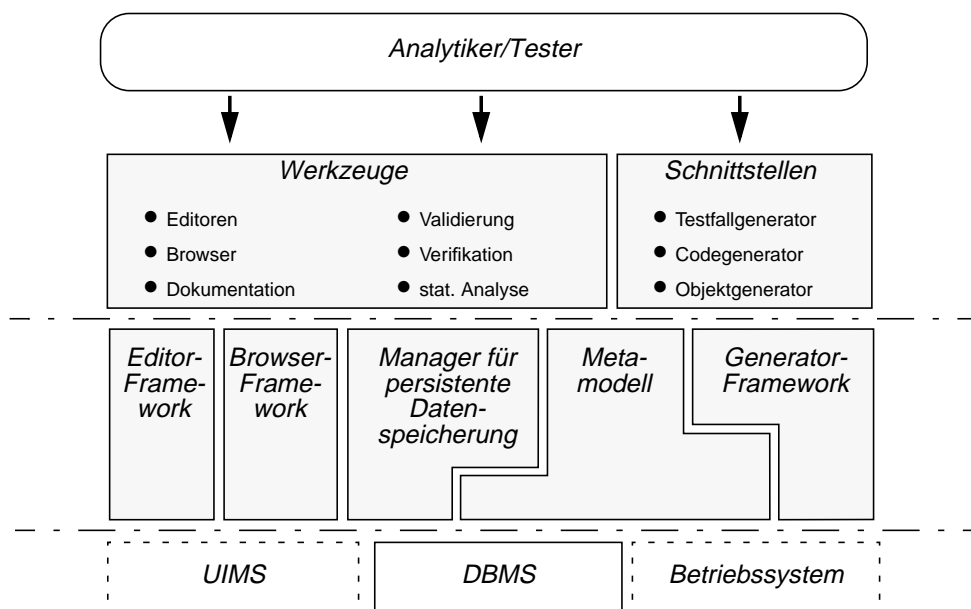 Analytiker/Tester
Werkzeuge
Editoren
Browser
Dokumentation
Validierung
Verifikation
stat. Analyse
Schnittstellen
Testfallgenerator
Codegenerator
Objektgenerator
Editor-
Frame-
work
Browser-
Frame-
work
Manager für
persistente
Daten-
speicherung
Meta-
modell
Generator-
Framework
UIMS
DBMS
Betriebssystem